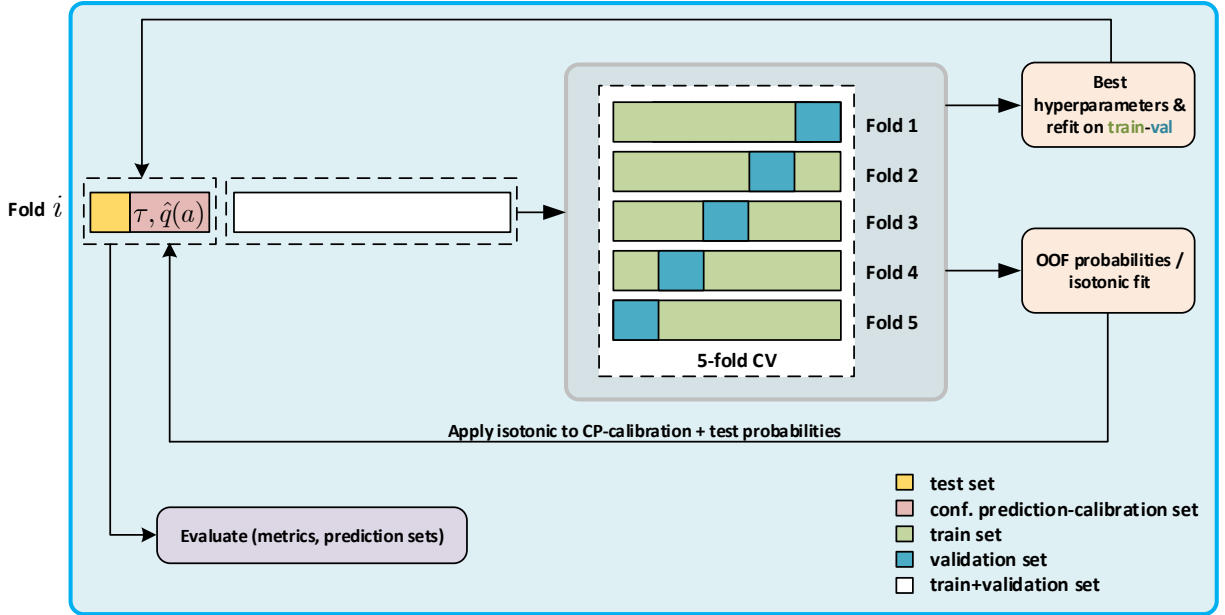 Best
hyperparameters &
refit on train-val
Fold 1
Fold 2
Fold i
τ, q̂(a)
Fold 3
Fold 4
OOF probabilities /
isotonic fit
Fold 5
5-fold CV
Apply isotonic to CP-calibration + test probabilities
test set
conf. prediction-calibration set
train set
validation set
train+validation set
Evaluate (metrics, prediction sets)